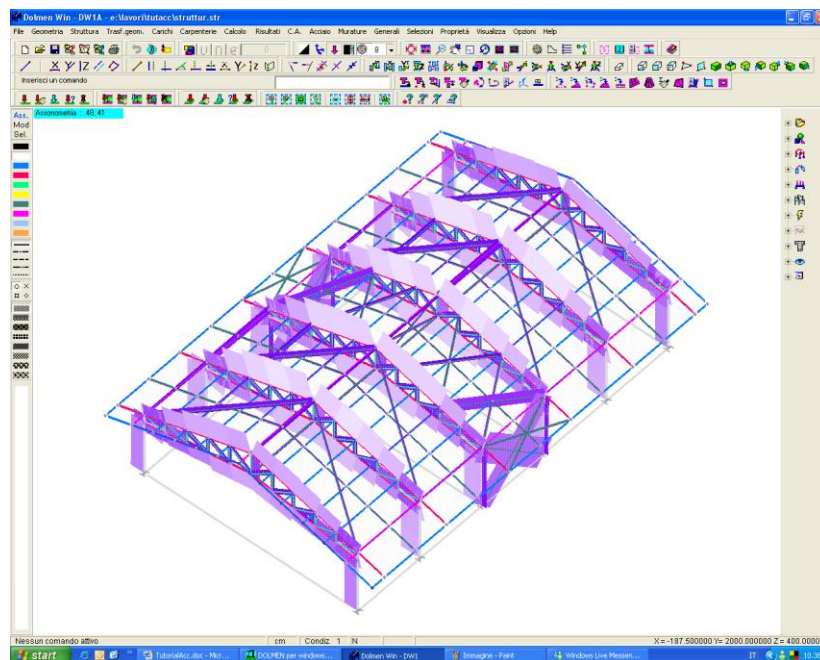 Dolmen Win - DW1A - e:\lavori\tutacc\struttur.str
File Geometria Struttura Trasf.geom. Carichi Carpenterie Calcolo Risultati C.A. Acciaio Murature Generali Selezioni Proprietà Visualizza Opzioni Help
Inserisci un comando
Ass. Assonometria : 48, 41
Mod
Sel.
Nessun comando attivo cm Condiz. 1 N X = -187.500000 Y= 2000.000000 Z = 400.0000
start TutorialAcc.doc - Micr... DOLMEN per windows... Dolmen Win - DW1 Immagine - Paint Windows Live Messen... IT 10.38